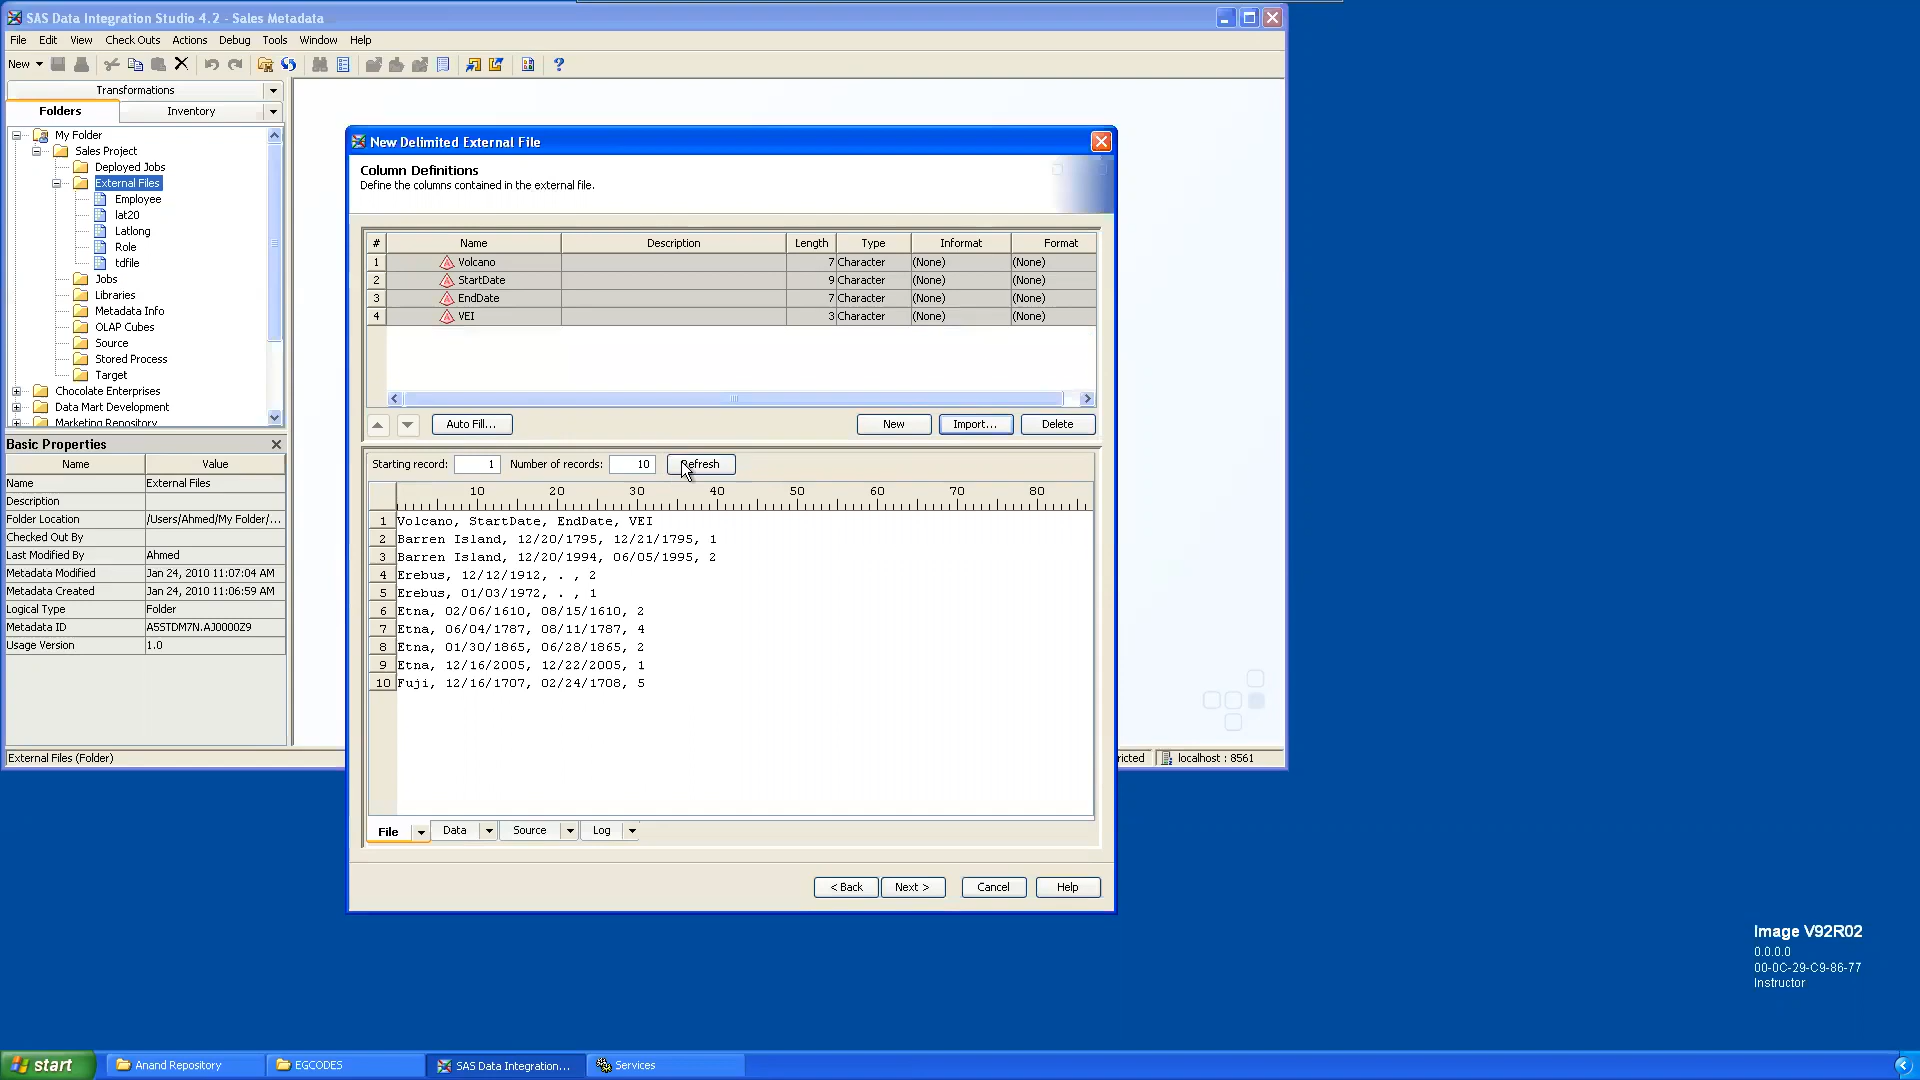 SAS Data Integration Studio 4.2 - Sales Metadata
File Edit View Check Outs Actions Debug Tools Window Help
New
Transformations
Folders Inventory
My Folder
Sales Project
Deployed Jobs
External Files
Employee
lat20
Latlong
Role
tdfile
Jobs
Libraries
Metadata Info
OLAP Cubes
Source
Stored Process
Target
Chocolate Enterprises
Data Mart Development
Marketing Repository
Basic Properties
Name Value
Name External Files
Description
Folder Location /Users/Ahmed/My Folder/...
Checked Out By
Last Modified By Ahmed
Metadata Modified Jan 24, 2010 11:07:04 AM
Metadata Created Jan 24, 2010 11:06:59 AM
Logical Type Folder
Metadata ID A5STDM7N.AJ0000Z9
Usage Version 1.0
External Files (Folder)
ricted localhost : 8561
New Delimited External File
Column Definitions
Define the columns contained in the external file.
# Name Description Length Type Informat Format
1 Volcano 7 Character (None) (None)
2 StartDate 9 Character (None) (None)
3 EndDate 7 Character (None) (None)
4 VEI 3 Character (None) (None)
Auto Fill... New Import... Delete
Starting record: 1 Number of records: 10 Refresh
10 20 30 40 50 60 70 80
1 Volcano, StartDate, EndDate, VEI
2 Barren Island, 12/20/1795, 12/21/1795, 1
3 Barren Island, 12/20/1994, 06/05/1995, 2
4 Erebus, 12/12/1912, . , 2
5 Erebus, 01/03/1972, . , 1
6 Etna, 02/06/1610, 08/15/1610, 2
7 Etna, 06/04/1787, 08/11/1787, 4
8 Etna, 01/30/1865, 06/28/1865, 2
9 Etna, 12/16/2005, 12/22/2005, 1
10 Fuji, 12/16/1707, 02/24/1708, 5
File Data Source Log
< Back Next > Cancel Help
Image V92R02
0.0.0.0
00-0C-29-C9-86-77
Instructor
start Anand Repository EGCODES SAS Data Integration... Services